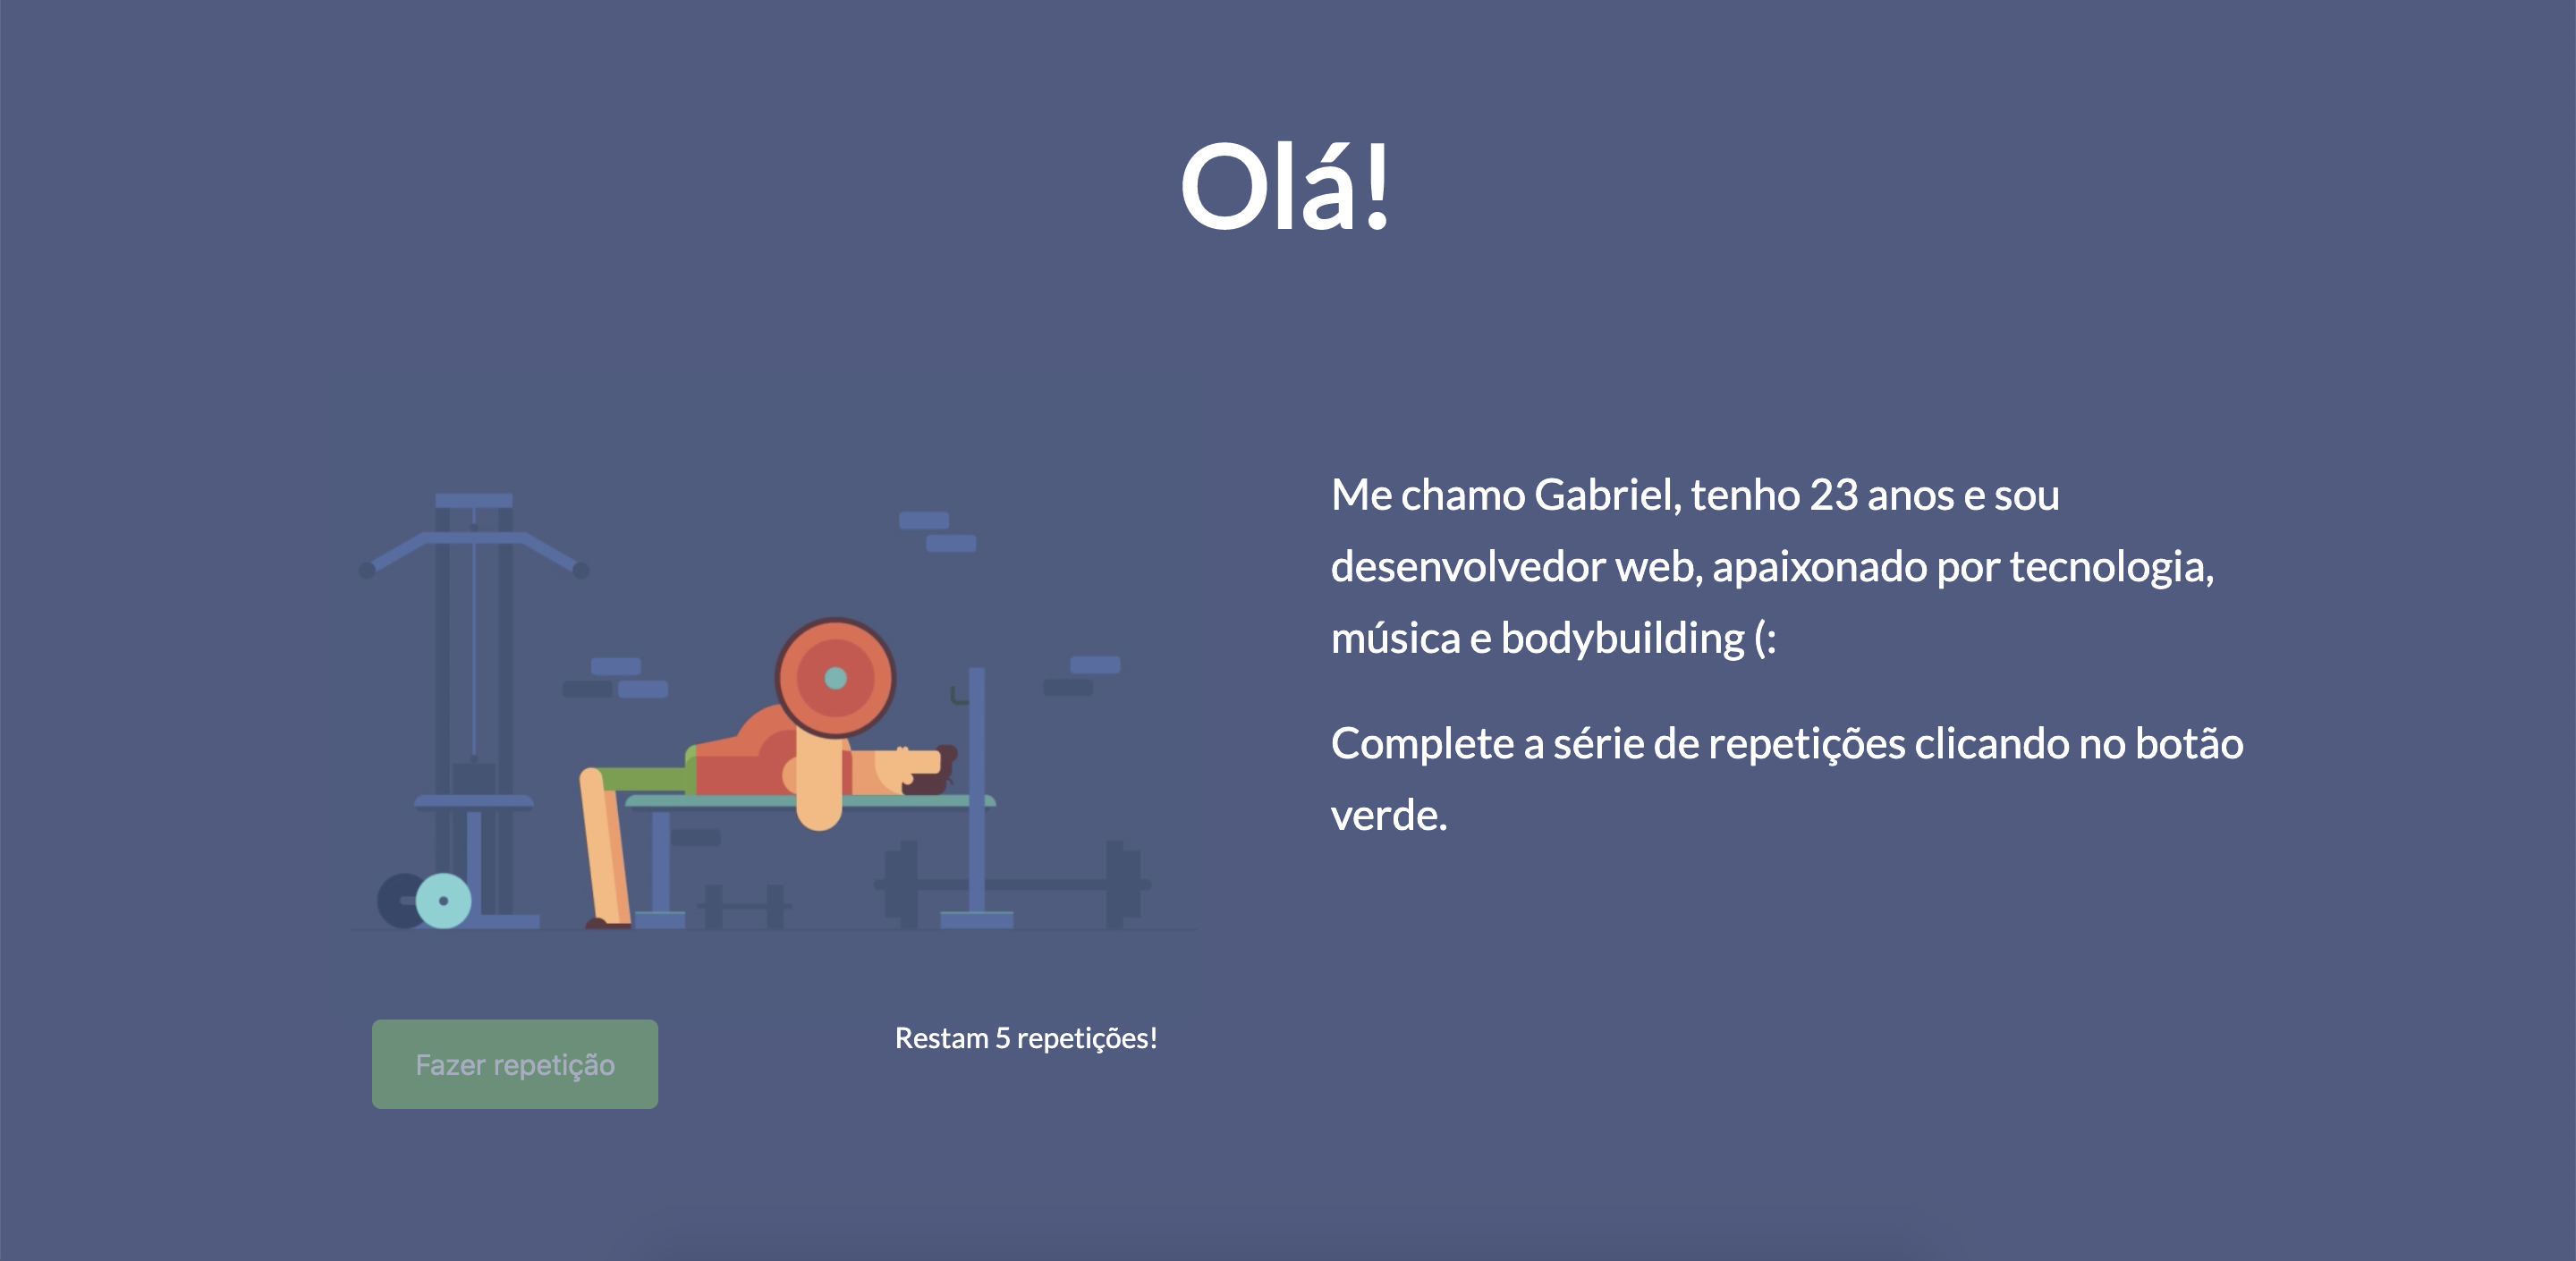 Olá!
Me chamo Gabriel, tenho 23 anos e sou
desenvolvedor web, apaixonado por tecnologia,
música e bodybuilding (:
Complete a série de repetições clicando no botão
verde.
Fazer repetição
Restam 5 repetições!